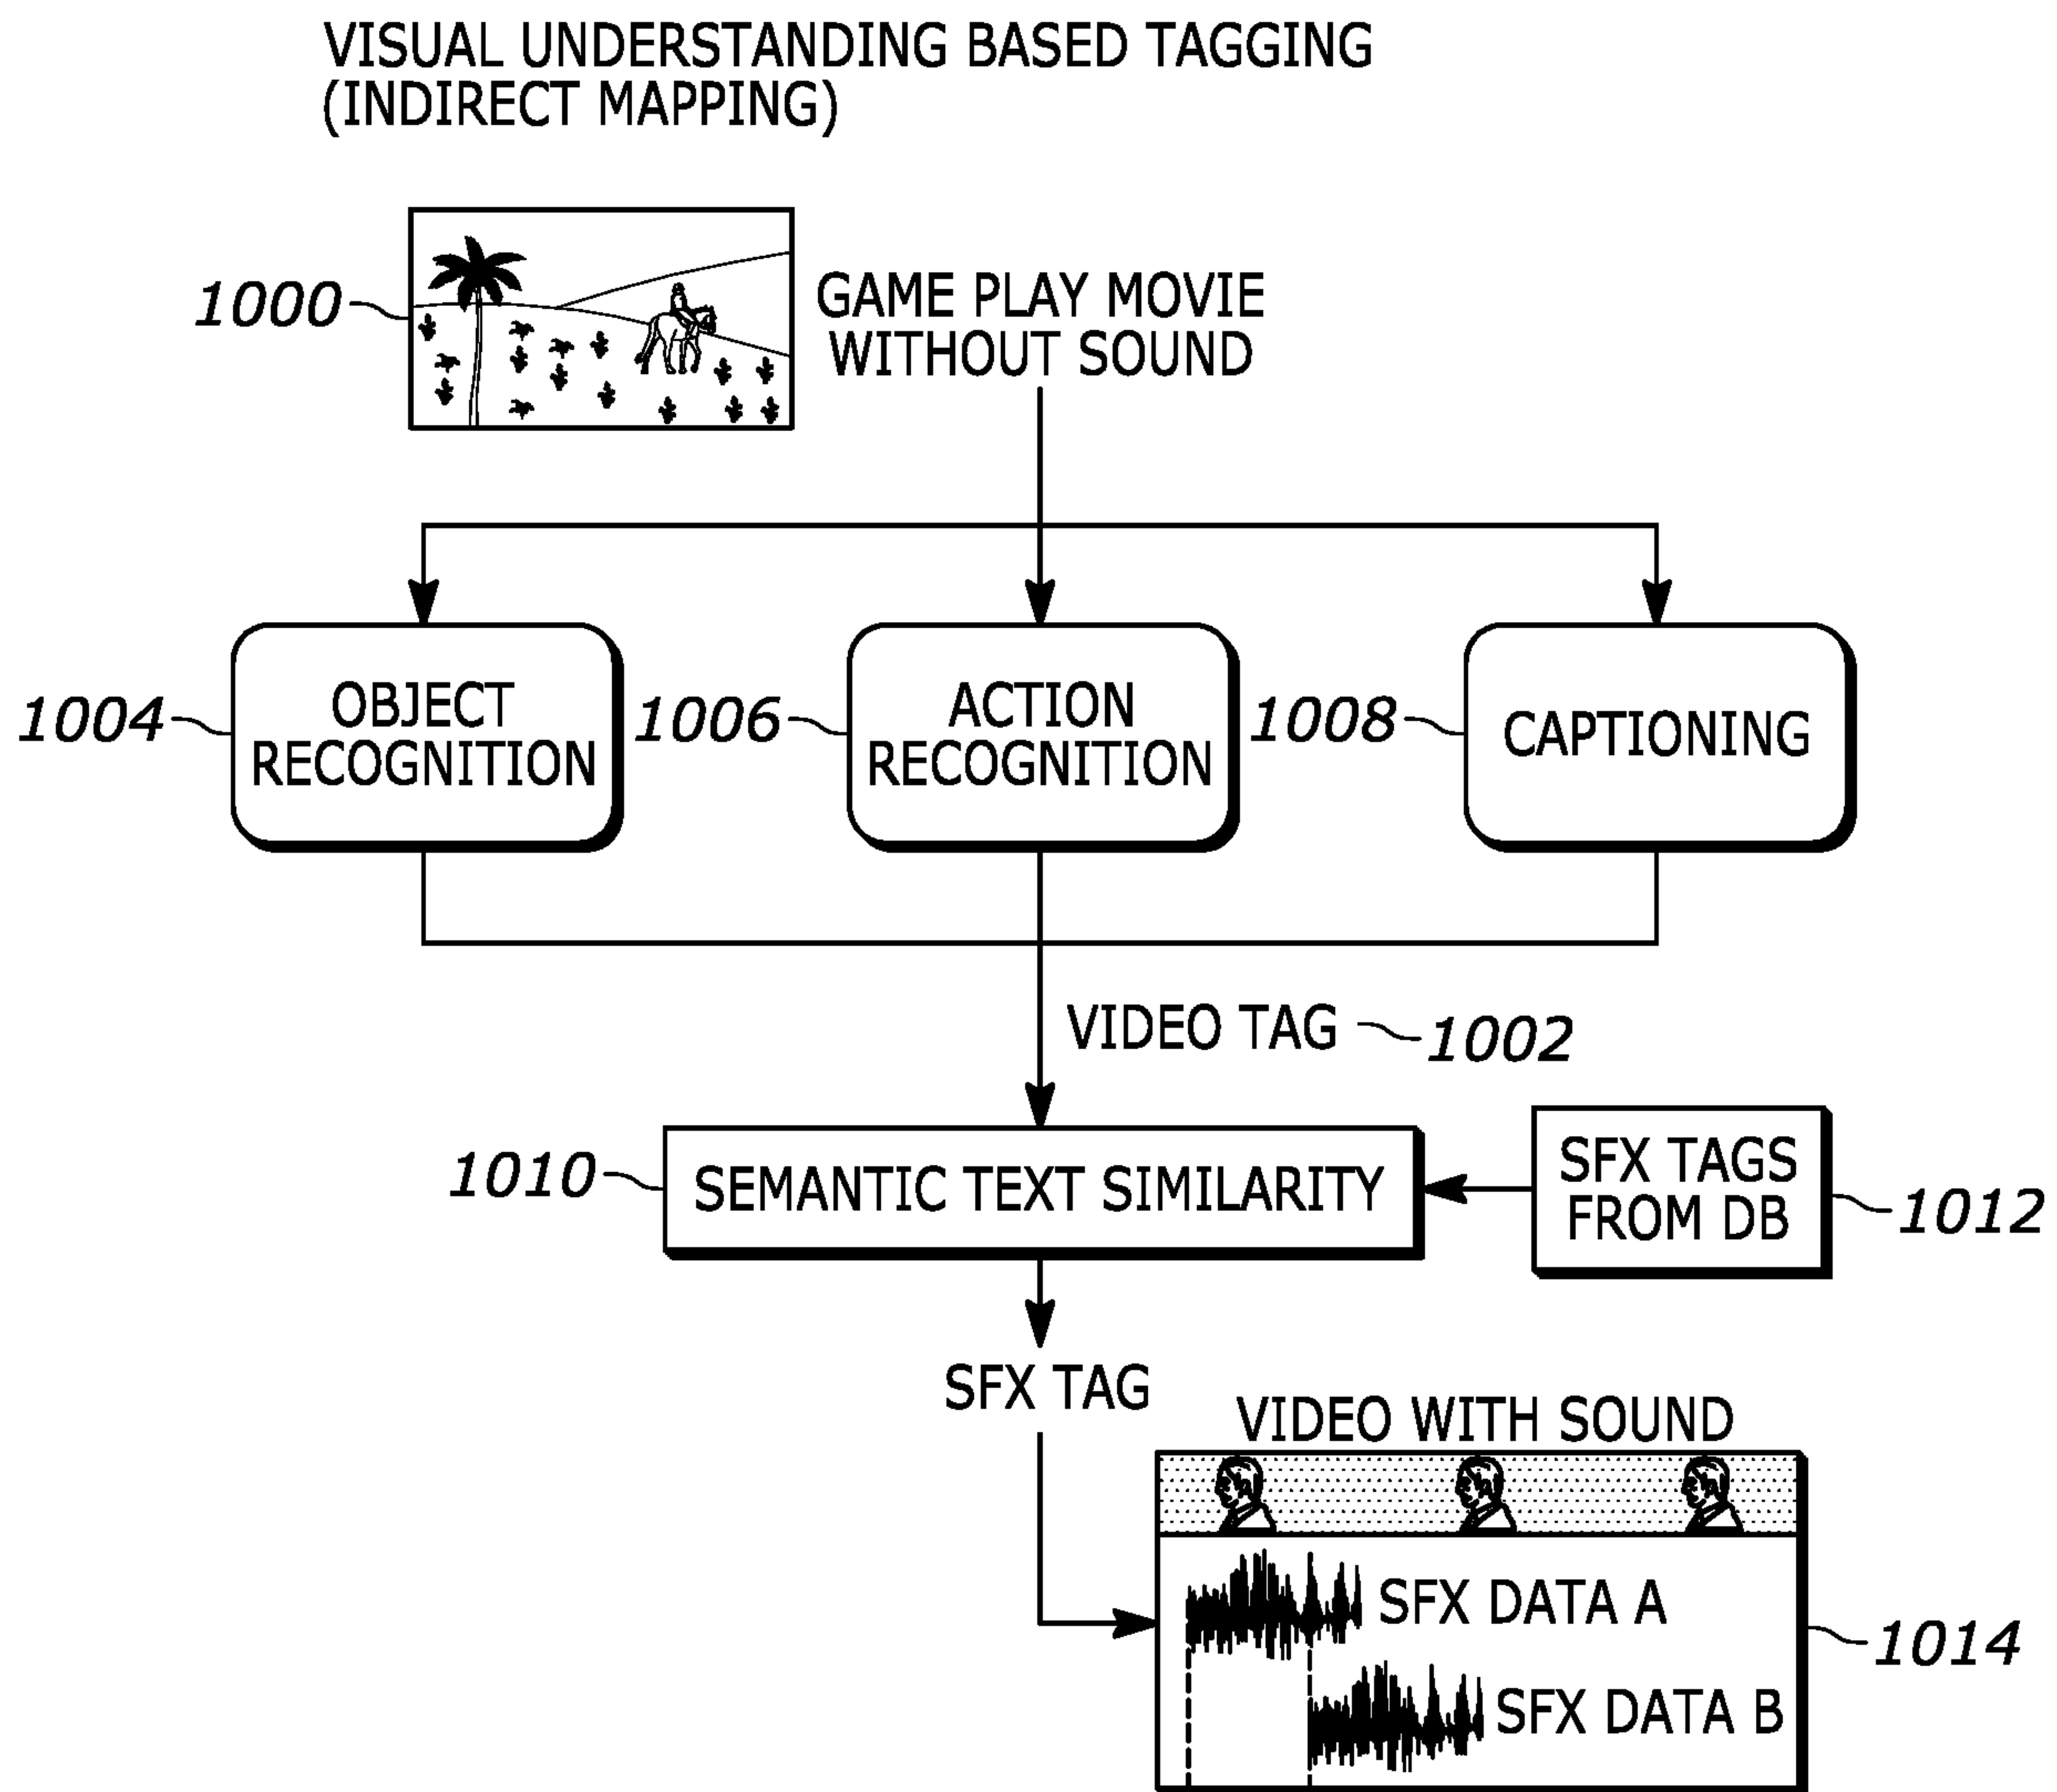 VISUAL UNDERSTANDING BASED TAGGING
(INDIRECT MAPPING)
1000
GAME PLAY MOVIE
WITHOUT SOUND
1004
OBJECT
RECOGNITION
1006
ACTION
RECOGNITION
1008
CAPTIONING
VIDEO TAG
1002
1010
SEMANTIC TEXT SIMILARITY
SFX TAGS
FROM DB
1012
SFX TAG
VIDEO WITH SOUND
SFX DATA A
SFX DATA B
1014